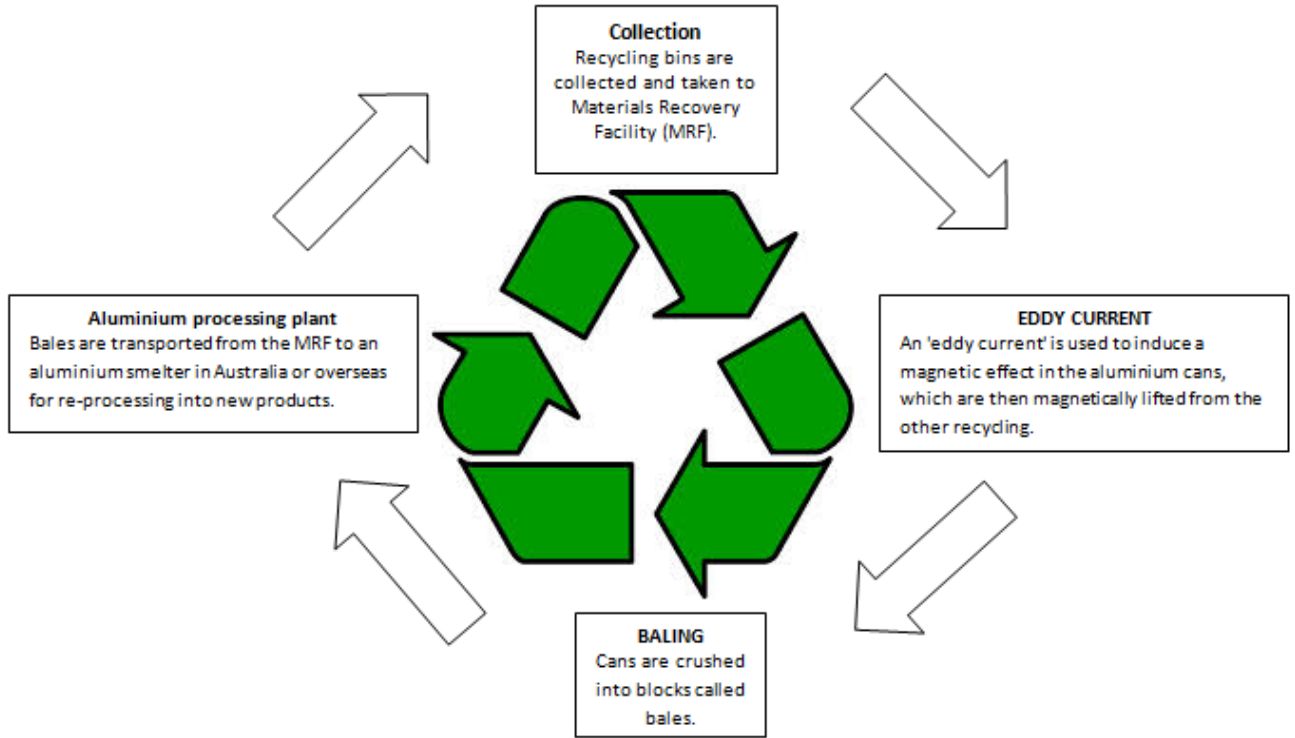 Collection
Recycling bins are
collected and taken to
Materials Recovery
Facility (MRF).
EDDY CURRENT
An 'eddy current' is used to induce a
magnetic effect in the aluminium cans,
which are then magnetically lifted from the
other recycling.
BALING
Cans are crushed
into blocks called
bales.
Aluminium processing plant
Bales are transported from the MRF to an
aluminium smelter in Australia or overseas
for re-processing into new products.